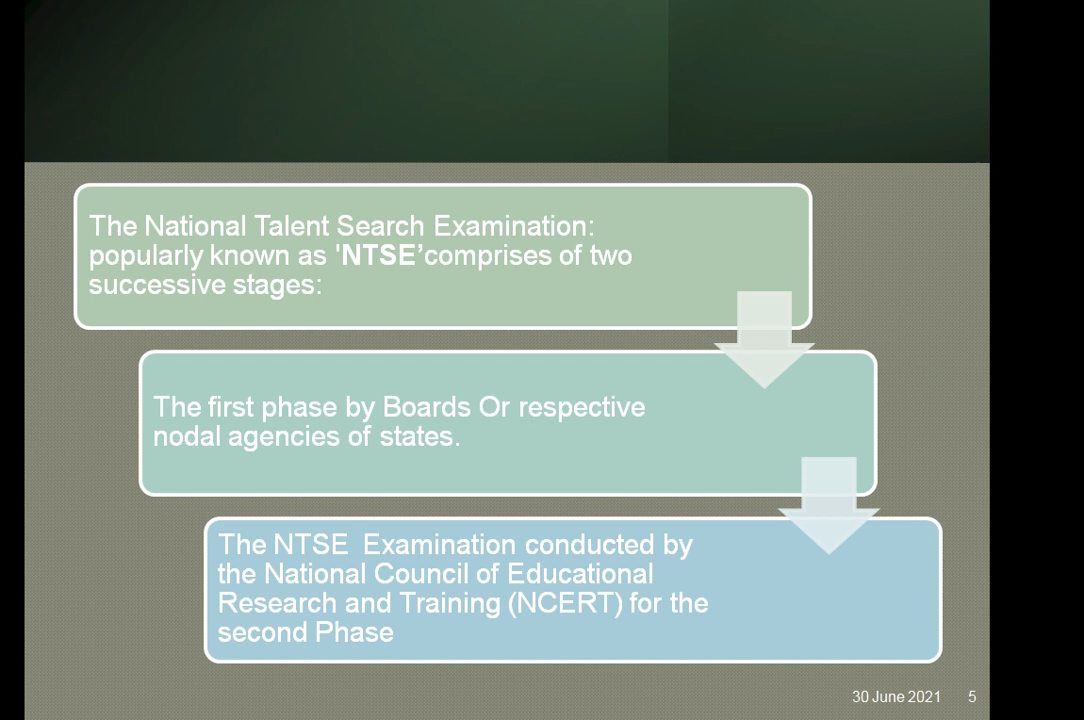 The National Talent Search Examination:
popularly known as 'NTSE’comprises of two
successive stages:
The first phase by Boards Or respective
nodal agencies of states.
The NTSE  Examination conducted by
the National Council of Educational
Research and Training (NCERT) for the
second Phase
30 June 2021 5